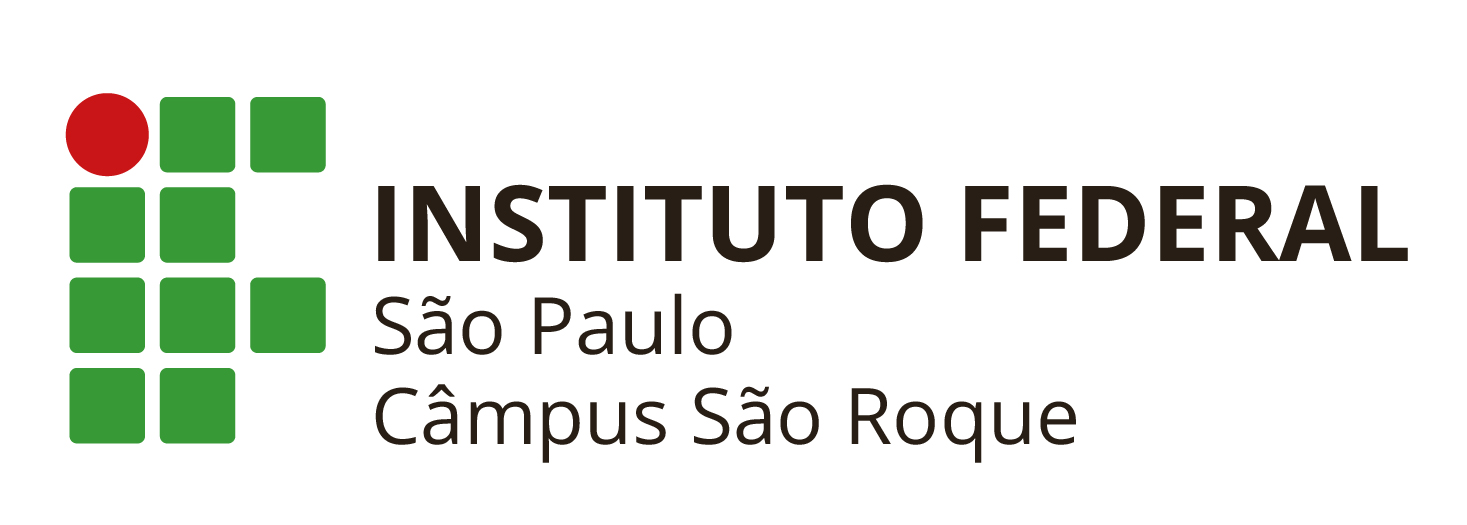 INSTITUTO FEDERAL
São Paulo
Câmpus São Roque